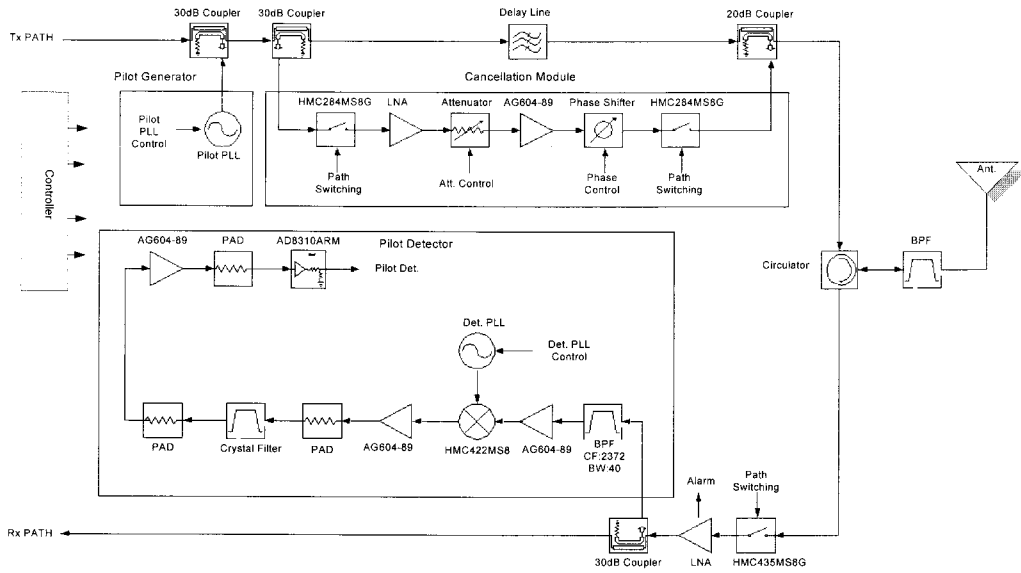 30dB Coupler
30dB Coupler
Delay Line
20dB Coupler
Tx PATH
Pilot Generator
Cancellation Module
HMC284MS8G
LNA
Attenuator
AG604-89
Phase Shifter
HMC284MS8G
Pilot
PLL
Control
Pilot PLL
Path
Switching
Att. Control
Phase
Control
Path
Switching
Controller
Ant.
AG604-89
PAD
AD8310ARM
Pilot Detector
Pilot Det.
Circulator
BPF
Det. PLL
Det. PLL
Control
PAD
Crystal Filter
PAD
AG604-89
HMC422MS8
AG604-89
BPF
CF:2372
BW:40
Alarm
Path
Switching
Rx PATH
30dB Coupler
LNA
HMC435MS8G